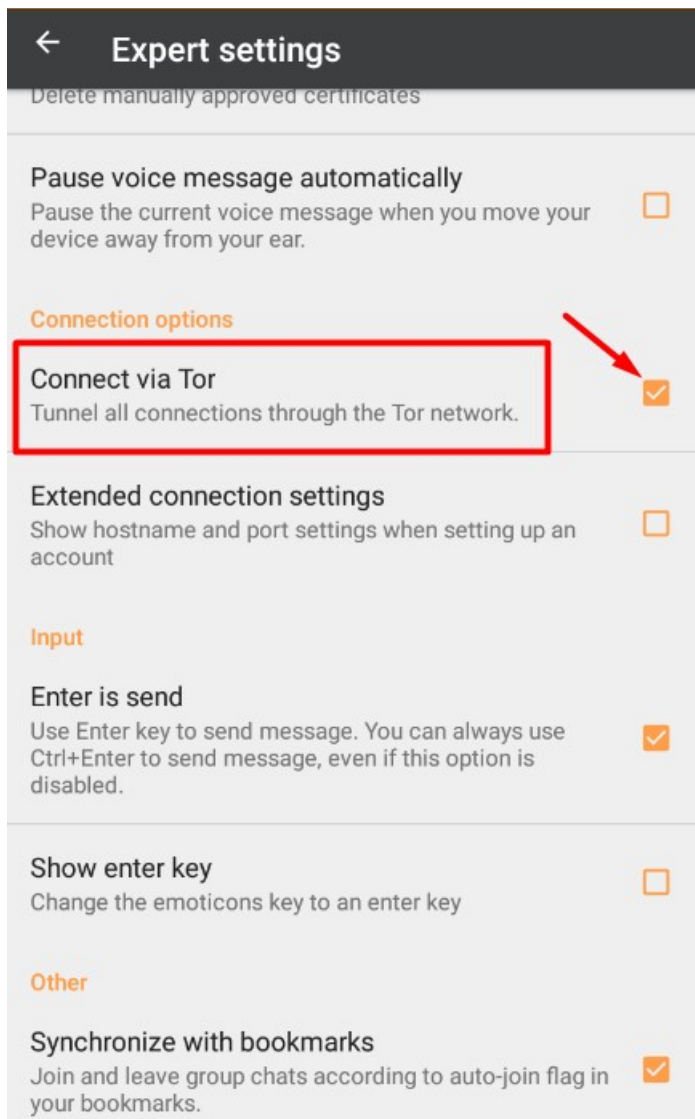 Expert settings
Delete manually approved certificates
Pause voice message automatically
Pause the current voice message when you move your
device away from your ear.
Connection options
Connect via Tor
Tunnel all connections through the Tor network.
Extended connection settings
Show hostname and port settings when setting up an
account
Input
Enter is send
Use Enter key to send message. You can always use
Ctrl+Enter to send message, even if this option is
disabled.
Show enter key
Change the emoticons key to an enter key
Other
Synchronize with bookmarks
Join and leave group chats according to auto-join flag in
your bookmarks.